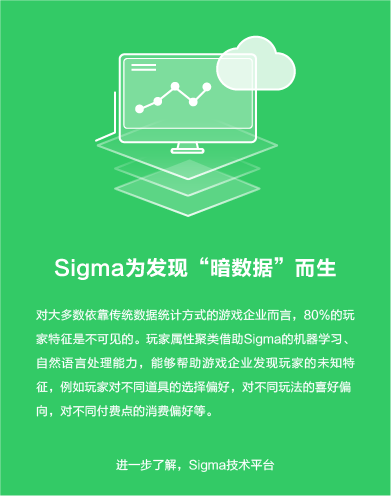 Sigma为发现“暗数据”而生
对大多数依靠传统数据统计方式的游戏企业而言，80%的玩
家特征是不可见的。玩家属性聚类借助Sigma的机器学习、
自然语言处理能力，能够帮助游戏企业发现玩家的未知特
征，例如玩家对不同道具的选择偏好，对不同玩法的喜好偏
向，对不同付费点的消费偏好等。
进一步了解，Sigma技术平台